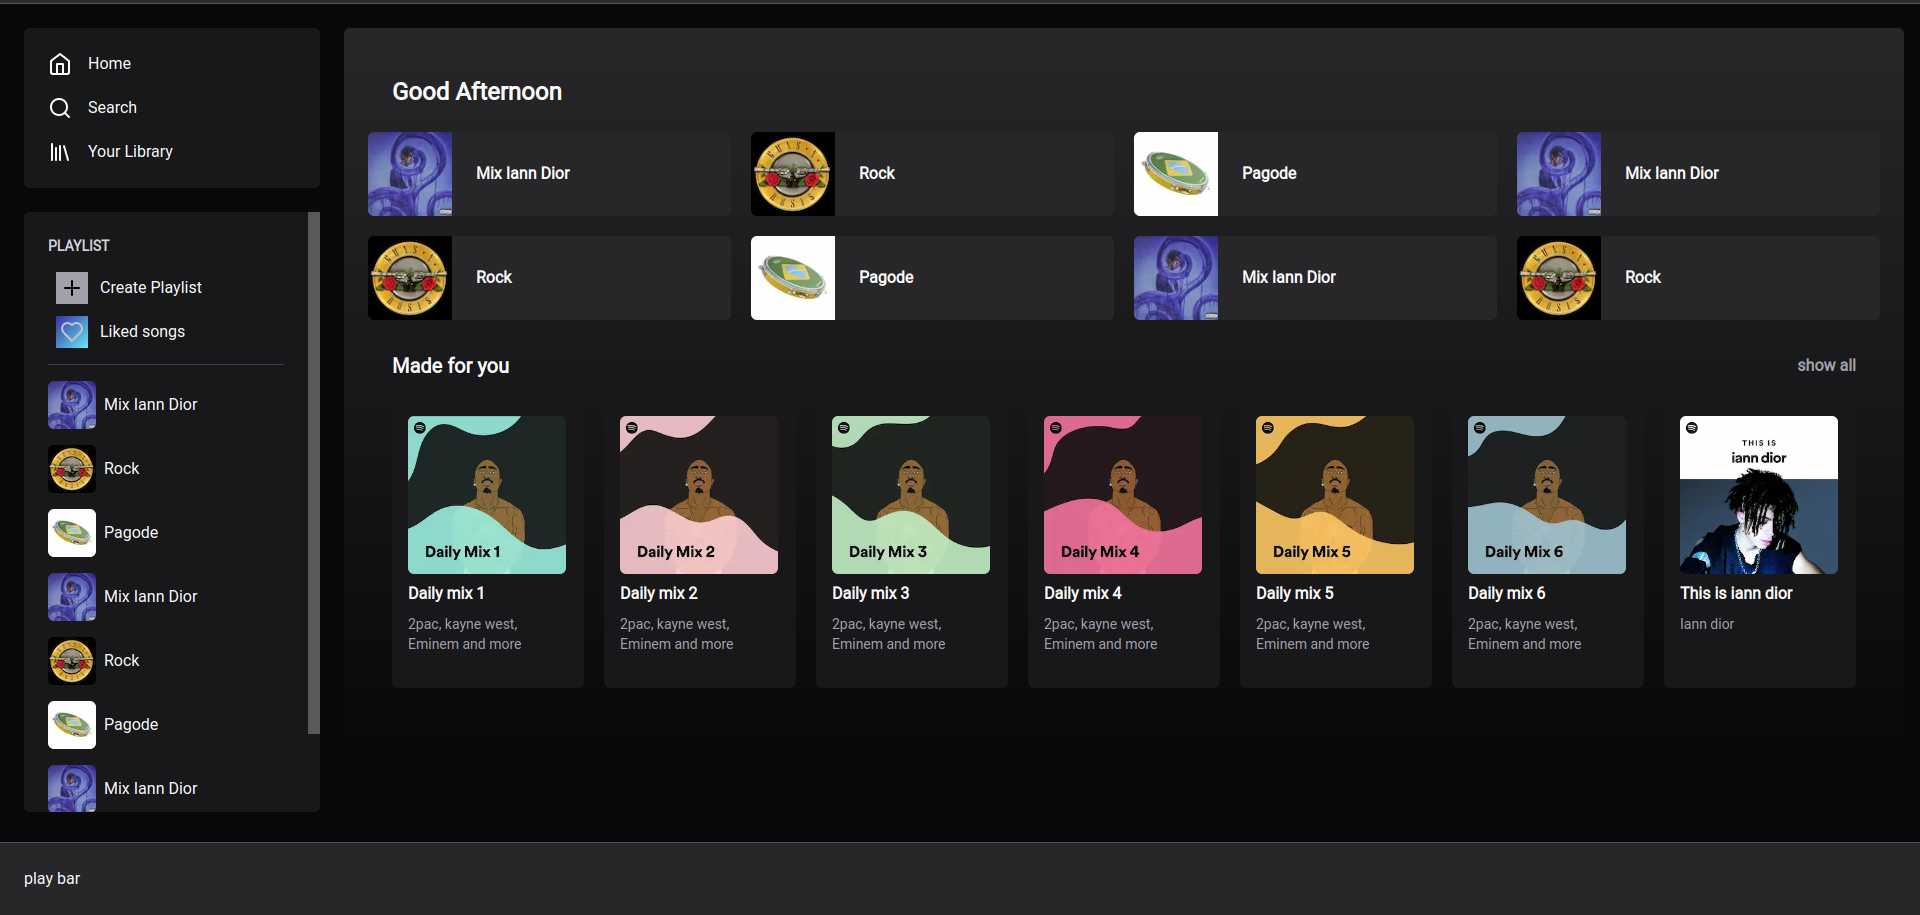 Home
Search
Your Library
PLAYLIST
Create Playlist
Liked songs
Mix Iann Dior
Rock
Pagode
Mix Iann Dior
Rock
Pagode
Mix Iann Dior
Good Afternoon
Mix Iann Dior
GUNS N ROSES
Rock
Pagode
Mix Iann Dior
GUNS N ROSES
Rock
Pagode
Mix Iann Dior
GUNS N ROSES
Rock
Made for you
show all
Daily Mix 1
Daily mix 1
2pac, kayne west,
Eminem and more
Daily Mix 2
Daily mix 2
2pac, kayne west,
Eminem and more
Daily Mix 3
Daily mix 3
2pac, kayne west,
Eminem and more
Daily Mix 4
Daily mix 4
2pac, kayne west,
Eminem and more
Daily Mix 5
Daily mix 5
2pac, kayne west,
Eminem and more
Daily Mix 6
Daily mix 6
2pac, kayne west,
Eminem and more
THIS IS
iann dior
This is iann dior
Iann dior
play bar